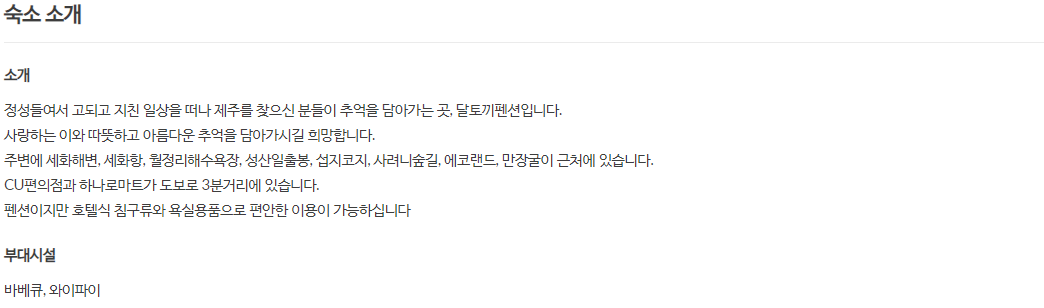 숙소 소개
소개
정성들여서 고되고 지친 일상을 떠나 제주를 찾으신 분들이 추억을 담아가는 곳, 달토끼펜션입니다.
사랑하는 이와 따뜻하고 아름다운 추억을 담아가시길 희망합니다.
주변에 세화해변, 세화항, 월정리해수욕장, 성산일출봉, 섭지코지, 사려니숲길, 에코랜드, 만장굴이 근처에 있습니다.
CU편의점과 하나로마트가 도보로 3분거리에 있습니다.
펜션이지만 호텔식 침구류와 욕실용품으로 편안한 이용이 가능하십니다
부대시설
바베큐, 와이파이